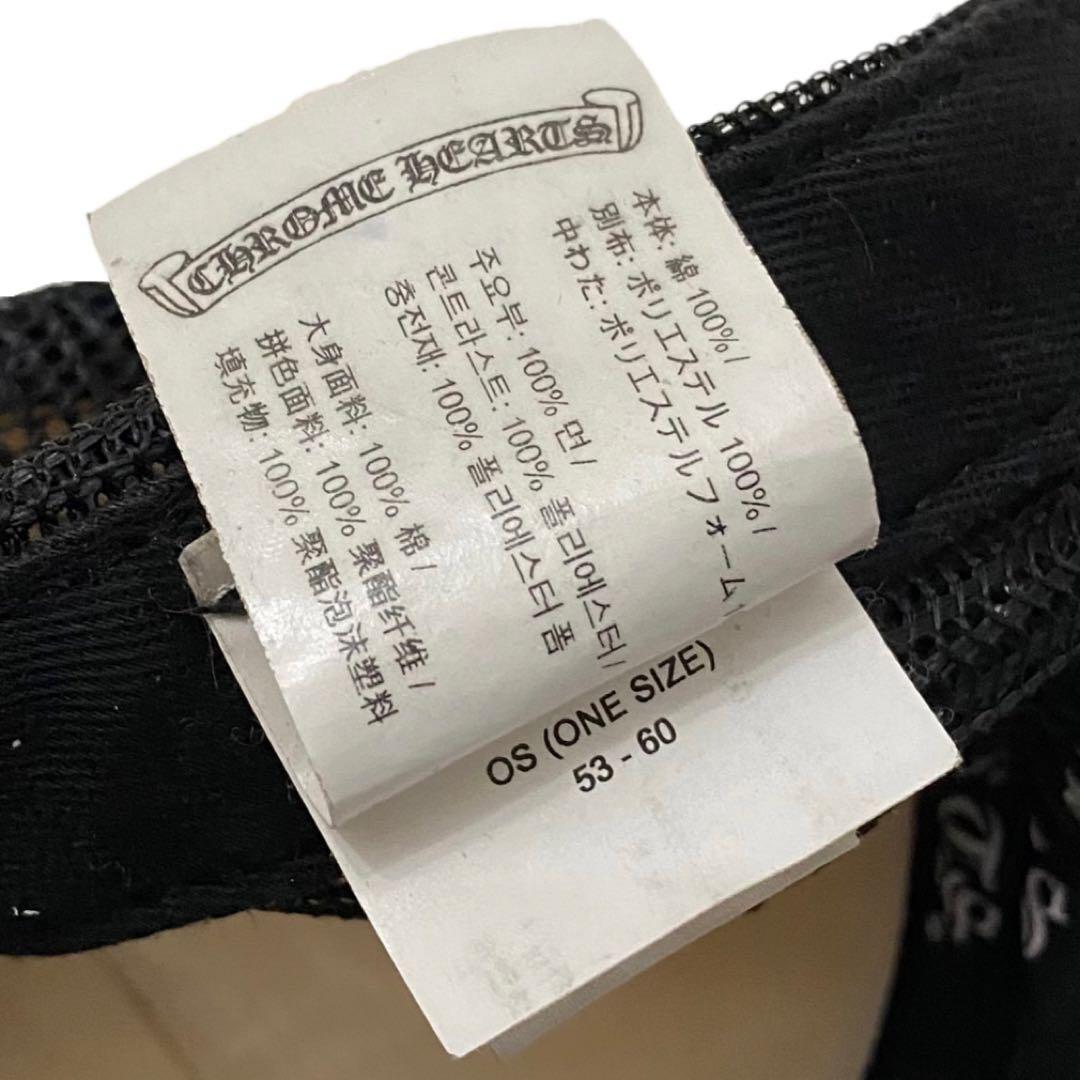 CHROME HEARTS
本体: 綿 100% /
別布: ポリエステル 100% /
中わた: ポリエステルフォーム
주요부: 100% 면 /
콘트라스트: 100% 폴리에스터 /
충전재: 100% 폴리에스터 폼
大身面料: 100% 棉 /
拼色面料: 100% 聚酯纤维 /
填充物: 100% 聚酯泡沫塑料
OS (ONE SIZE)
53 - 60